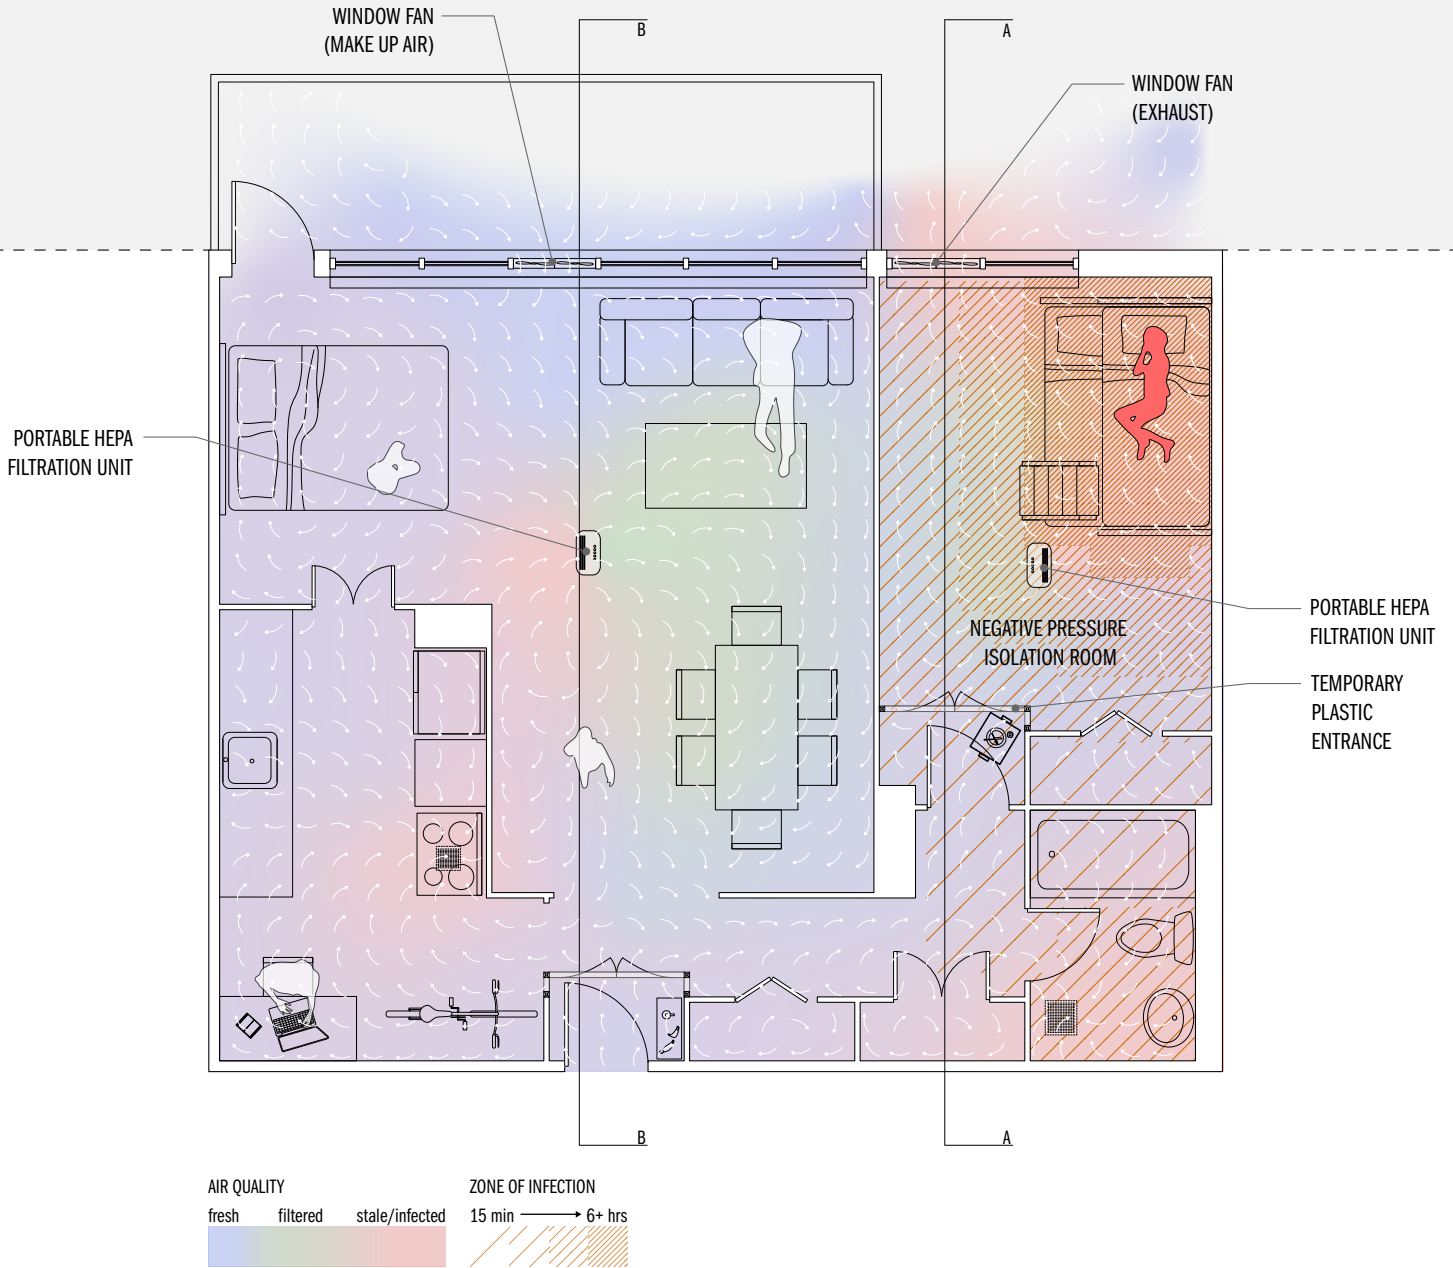 WINDOW FAN
(MAKE UP AIR)
B
A
WINDOW FAN
(EXHAUST)
PORTABLE HEPA
FILTRATION UNIT
PORTABLE HEPA
FILTRATION UNIT
NEGATIVE PRESSURE
ISOLATION ROOM
TEMPORARY
PLASTIC
ENTRANCE
B
A
AIR QUALITY
fresh filtered stale/infected
ZONE OF INFECTION
15 min 6+ hrs